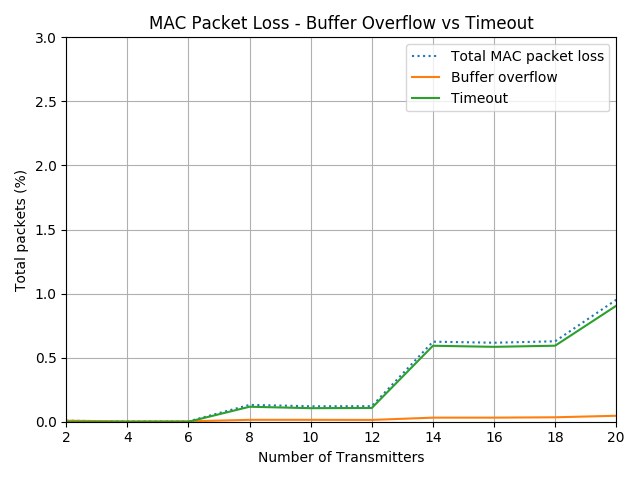 MAC Packet Loss - Buffer Overflow vs Timeout
Total MAC packet loss
Buffer overflow
Timeout
Total packets (%)
3.0
2.5
2.0
1.5
1.0
0.5
0.0
2 4 6 8 10 12 14 16 18 20
Number of Transmitters